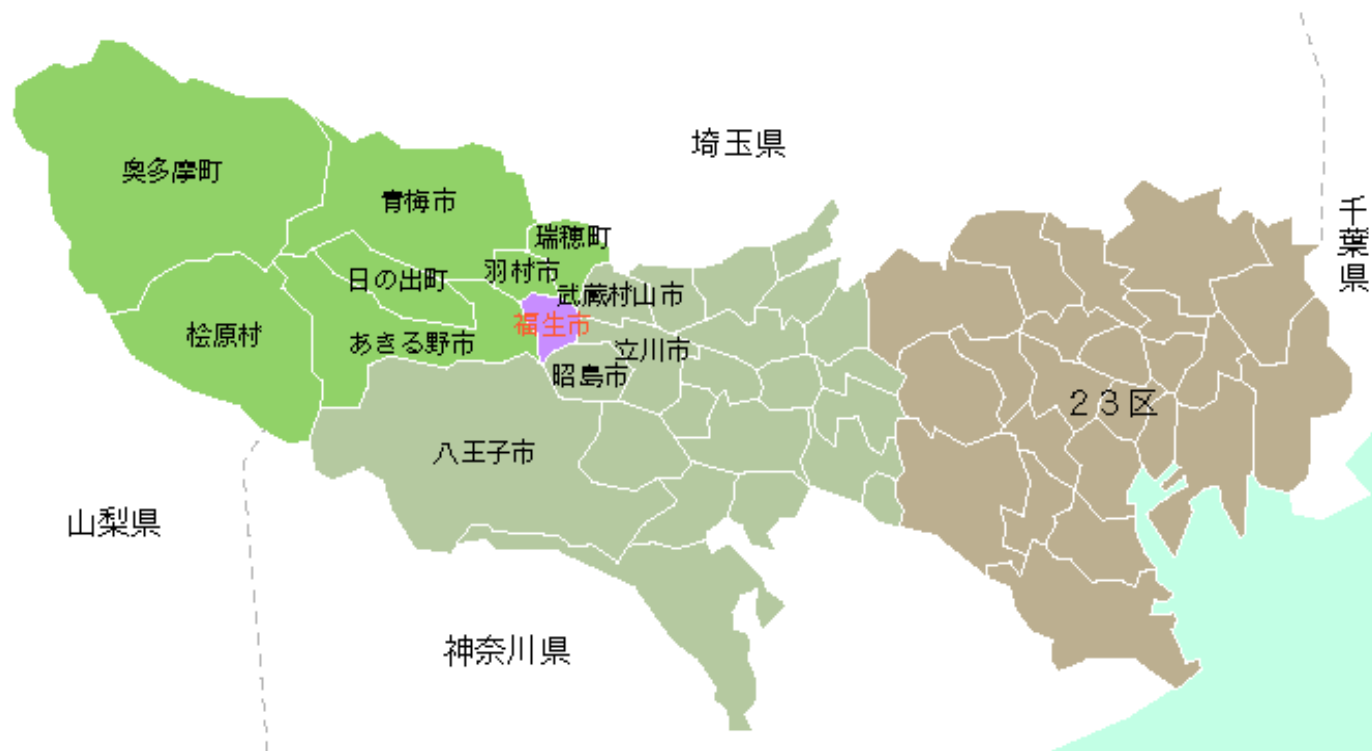 埼玉県
奥多摩町
青梅市
千葉県
瑞穂町
羽村市
日の出町
武蔵村山市
福生市
桧原村
あきる野市
立川市
昭島市
23区
八王子市
山梨県
神奈川県